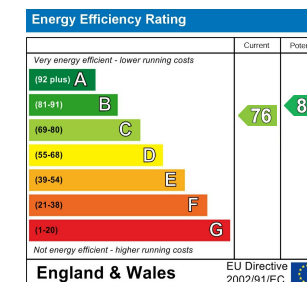 Energy Efficiency Rating
Current
Very energy efficient - lower running costs
(92 plus) A
(81-91) B
(69-80) C
76
(55-68) D
(39-54) E
(21-38) F
(1-20) G
Not energy efficient - higher running costs
England & Wales
EU Directive
2002/91/EC